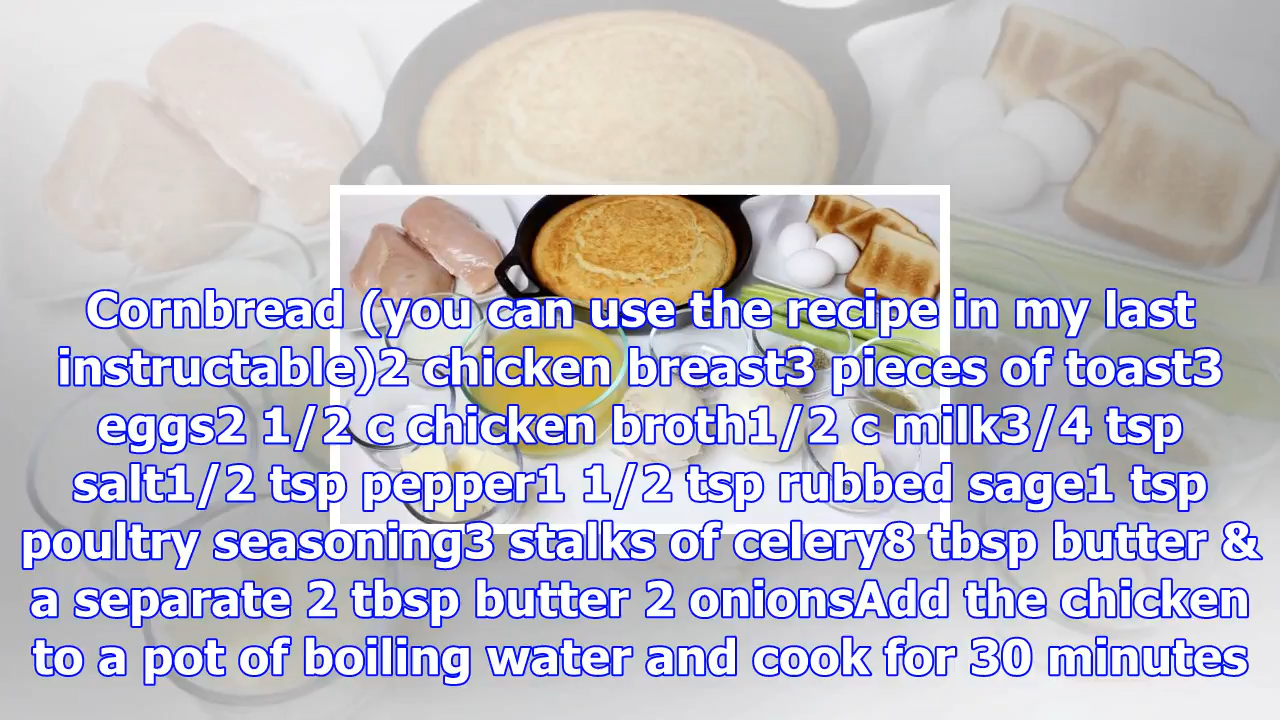 Cornbread (you can use the recipe in my last
instructable)2 chicken breast3 pieces of toast3
eggs2 1/2 c chicken broth1/2 c milk3/4 tsp
salt1/2 tsp pepper1 1/2 tsp rubbed sage1 tsp
poultry seasoning3 stalks of celery8 tbsp butter &
a separate 2 tbsp butter 2 onionsAdd the chicken
to a pot of boiling water and cook for 30 minutes